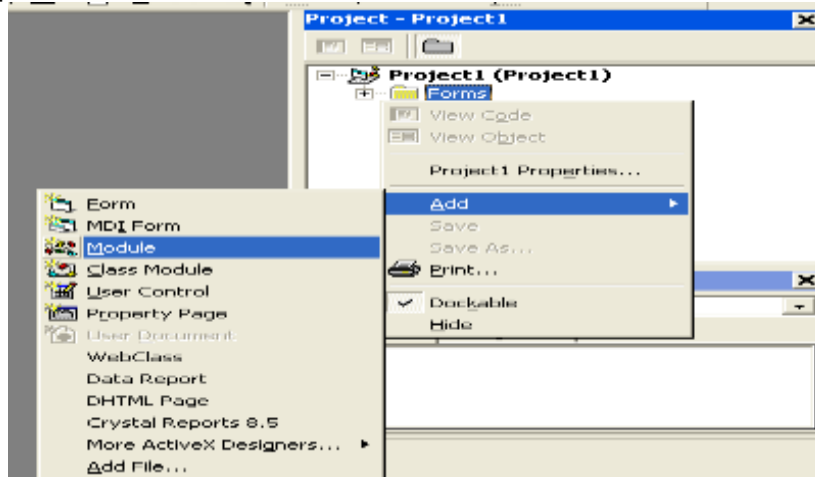 Project - Project1
Project1 (Project1)
Forms
View Code
View Object
Project1 Properties...
Add
Save
Save As...
Print...
Dockable
Hide
Form
MDI Form
Module
Class Module
User Control
Property Page
User Document
WebClass
Data Report
DHTML Page
Crystal Reports 8.5
More ActiveX Designers...
Add File...